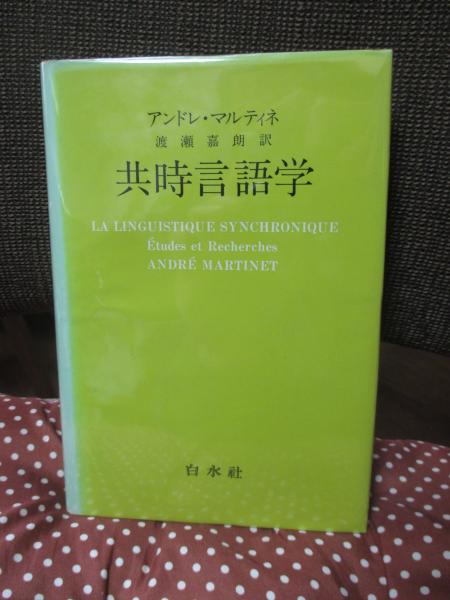 アンドレ・マルティネ
渡瀬嘉朗訳
共時言語学
LA LINGUISTIQUE SYNCHRONIQUE
Études et Recherches
ANDRÉ MARTINET
白水社